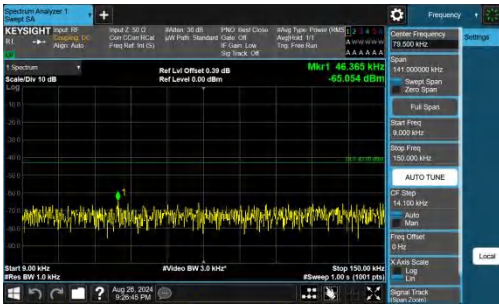 Spectrum Analyzer 1
Swept SA
+
Frequency
Settings
KEYSIGHT
Input: RF
Coupling: DC
Align: Auto
Input Z: 50 Ω
Corr CCorr RCal
Freq Ref: Int (S)
#Atten: 30 dB
µW Path: Standard
PNO: Best Close
Gate: Off
IF Gain: Low
Sig Track: Off
#Avg Type: Power (RMS
Avg|Hold: 1/1
Trig: Free Run
1 Spectrum
Scale/Div 10 dB
Log
Ref Lvl Offset 0.39 dB
Ref Level 0.00 dBm
Mkr1 46.365 kHz
-65.054 dBm
Start 9.00 kHz
#Res BW 1.0 kHz
#Video BW 3.0 kHz*
Stop 150.00 kHz
#Sweep 1.00 s (1001 pts)
Center Frequency
79.500 kHz
Span
141.000000 kHz
Swept Span
Zero Span
Full Span
Start Freq
9.000 kHz
Stop Freq
150.000 kHz
AUTO TUNE
CF Step
14.100 kHz
Auto
Man
Freq Offset
0 Hz
X Axis Scale
Log
Lin
Signal Track
(Span Zoom)
Local
Aug 26, 2024
9:26:45 PM